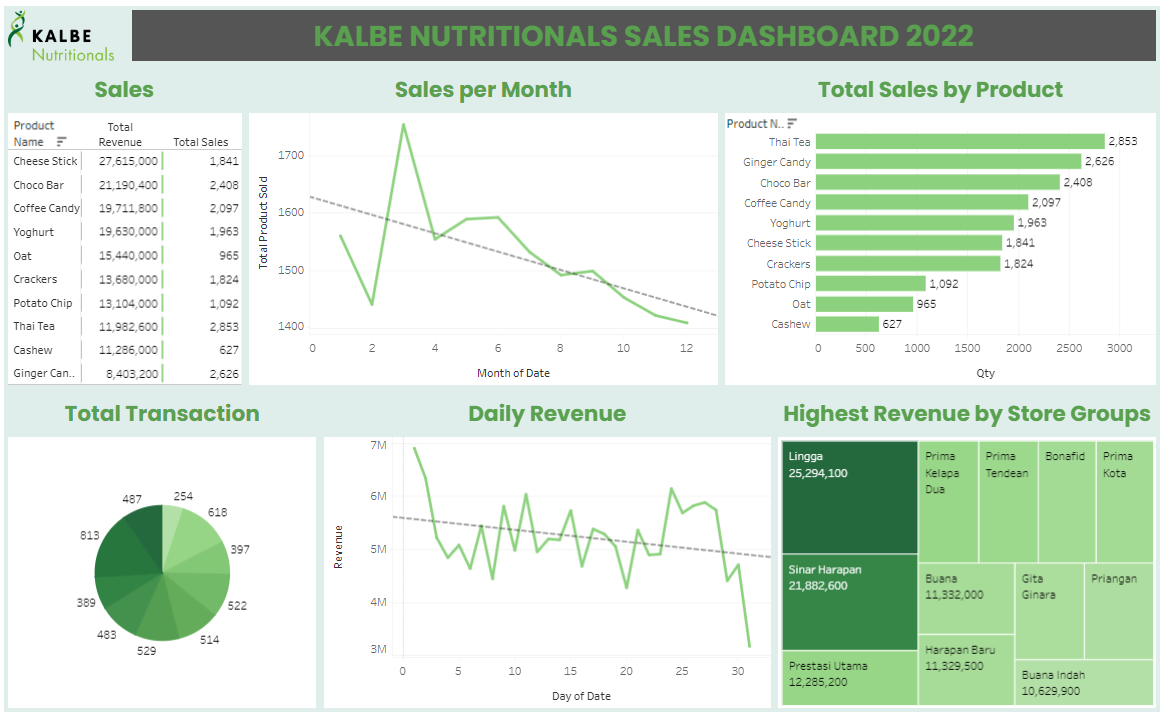 KALBE
Nutritionals
KALBE NUTRITIONALS SALES DASHBOARD 2022
Sales
Product
Name
Total
Revenue
Total Sales
Cheese Stick 27,615,000 1,841
Choco Bar 21,190,400 2,408
Coffee Candy 19,711,800 2,097
Yoghurt 19,630,000 1,963
Oat 15,440,000 965
Crackers 13,680,000 1,824
Potato Chip 13,104,000 1,092
Thai Tea 11,982,600 2,853
Cashew 11,286,000 627
Ginger Can.. 8,403,200 2,626
Sales per Month
Total Product Sold
1700
1600
1500
1400
0 2 4 6 8 10 12
Month of Date
Total Sales by Product
Product N..
Thai Tea 2,853
Ginger Candy 2,626
Choco Bar 2,408
Coffee Candy 2,097
Yoghurt 1,963
Cheese Stick 1,841
Crackers 1,824
Potato Chip 1,092
Oat 965
Cashew 627
0 500 1000 1500 2000 2500 3000
Qty
Total Transaction
254
618
397
522
514
529
483
389
813
487
Daily Revenue
Revenue
7M
6M
5M
4M
3M
0 5 10 15 20 25 30
Day of Date
Highest Revenue by Store Groups
Lingga
25,294,100
Sinar Harapan
21,882,600
Prestasi Utama
12,285,200
Prima
Kelapa
Dua
Prima
Tendean
Bonafid
Prima
Kota
Buana
11,332,000
Harapan Baru
11,329,500
Gita
Ginara
Priangan
Buana Indah
10,629,900